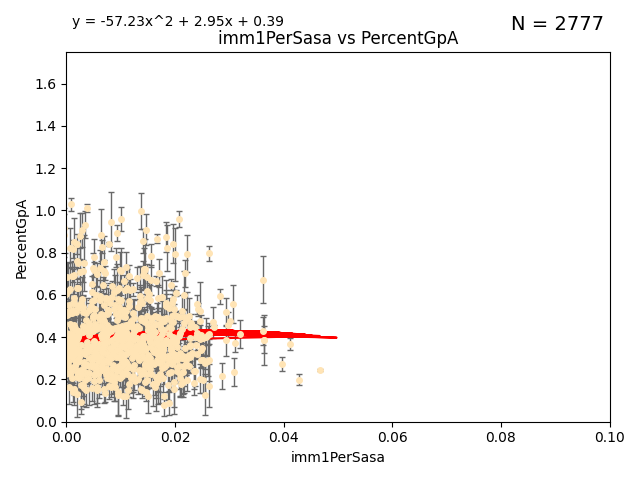 y = -57.23x^2 + 2.95x + 0.39
N = 2777
imm1PerSasa vs PercentGpA
1.6
1.4
1.2
1.0
0.8
0.6
0.4
0.2
0.0
PercentGpA
0.00 0.02 0.04 0.06 0.08 0.10
imm1PerSasa